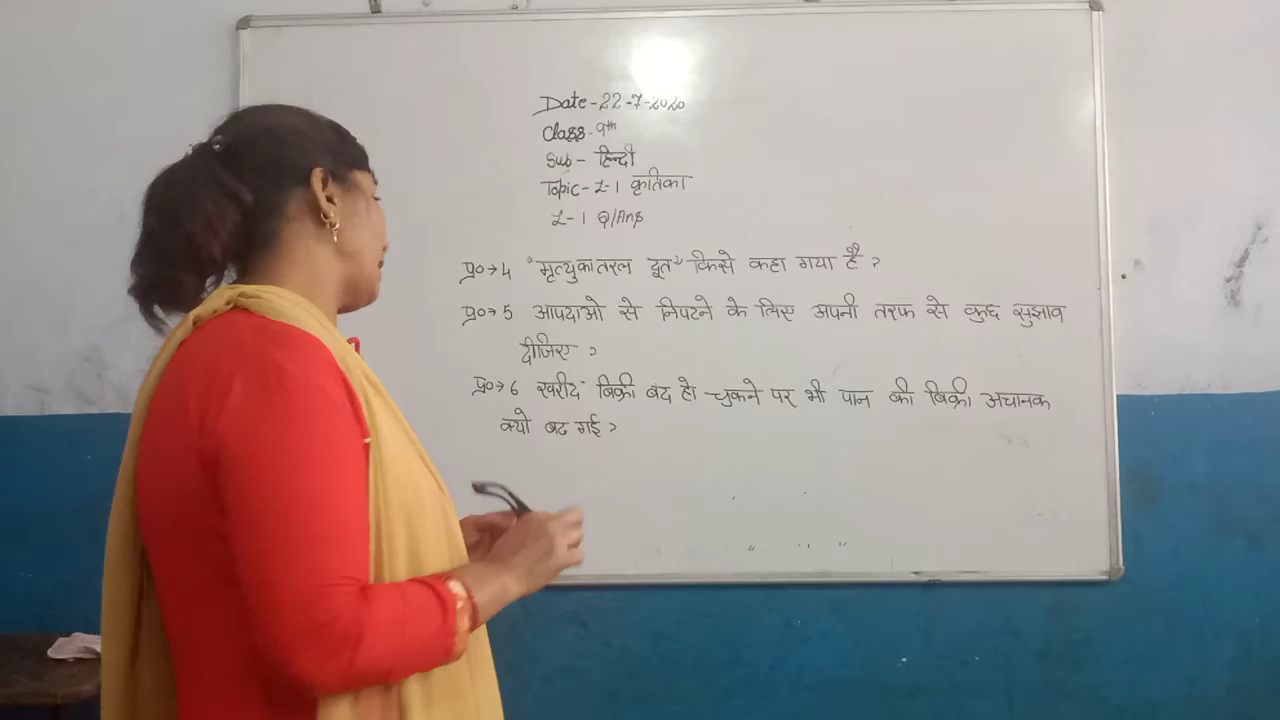 Date-22-7-2020
Class-9th
Sub- हिन्दी
Topic-L-1 कृतिका
L-1 Q/Ans
प्र०→4 "मृत्यु का तरल दूत" किसे कहा गया है ?
प्र०→5 आपदाओ से निपटने के लिए अपनी तरफ से कुछ सुझाव
दीजिए ?
प्र०→6 खरीद-बिक्री बंद हो चुकने पर भी पान की बिक्री अचानक
क्यो बढ गई ?